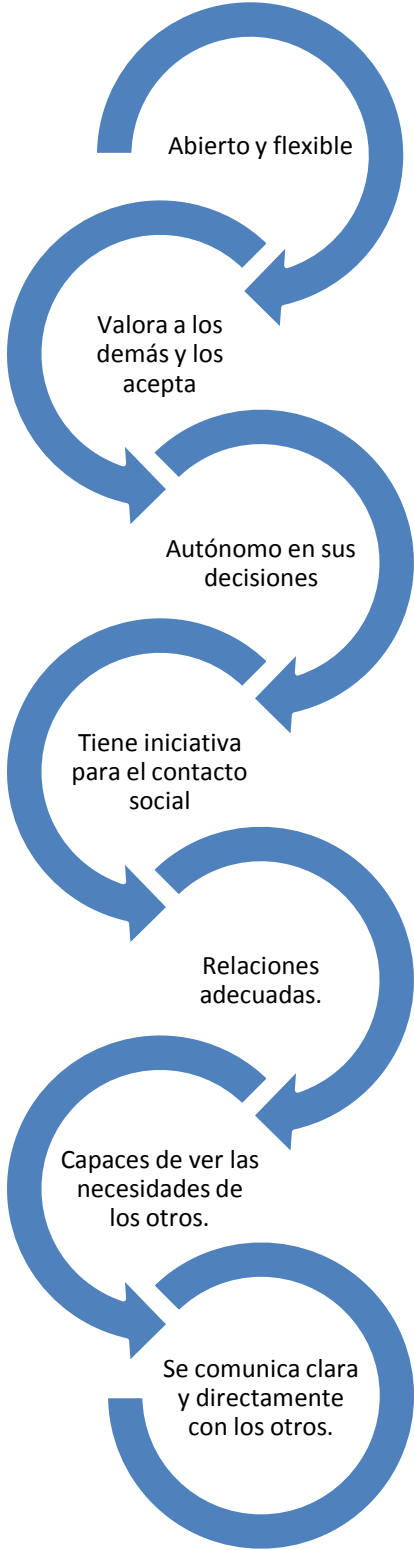 Abierto y flexible
Valora a los
demás y los
acepta
Autónomo en sus
decisiones
Tiene iniciativa
para el contacto
social
Relaciones
adecuadas.
Capaces de ver las
necesidades de
los otros.
Se comunica clara
y directamente
con los otros.